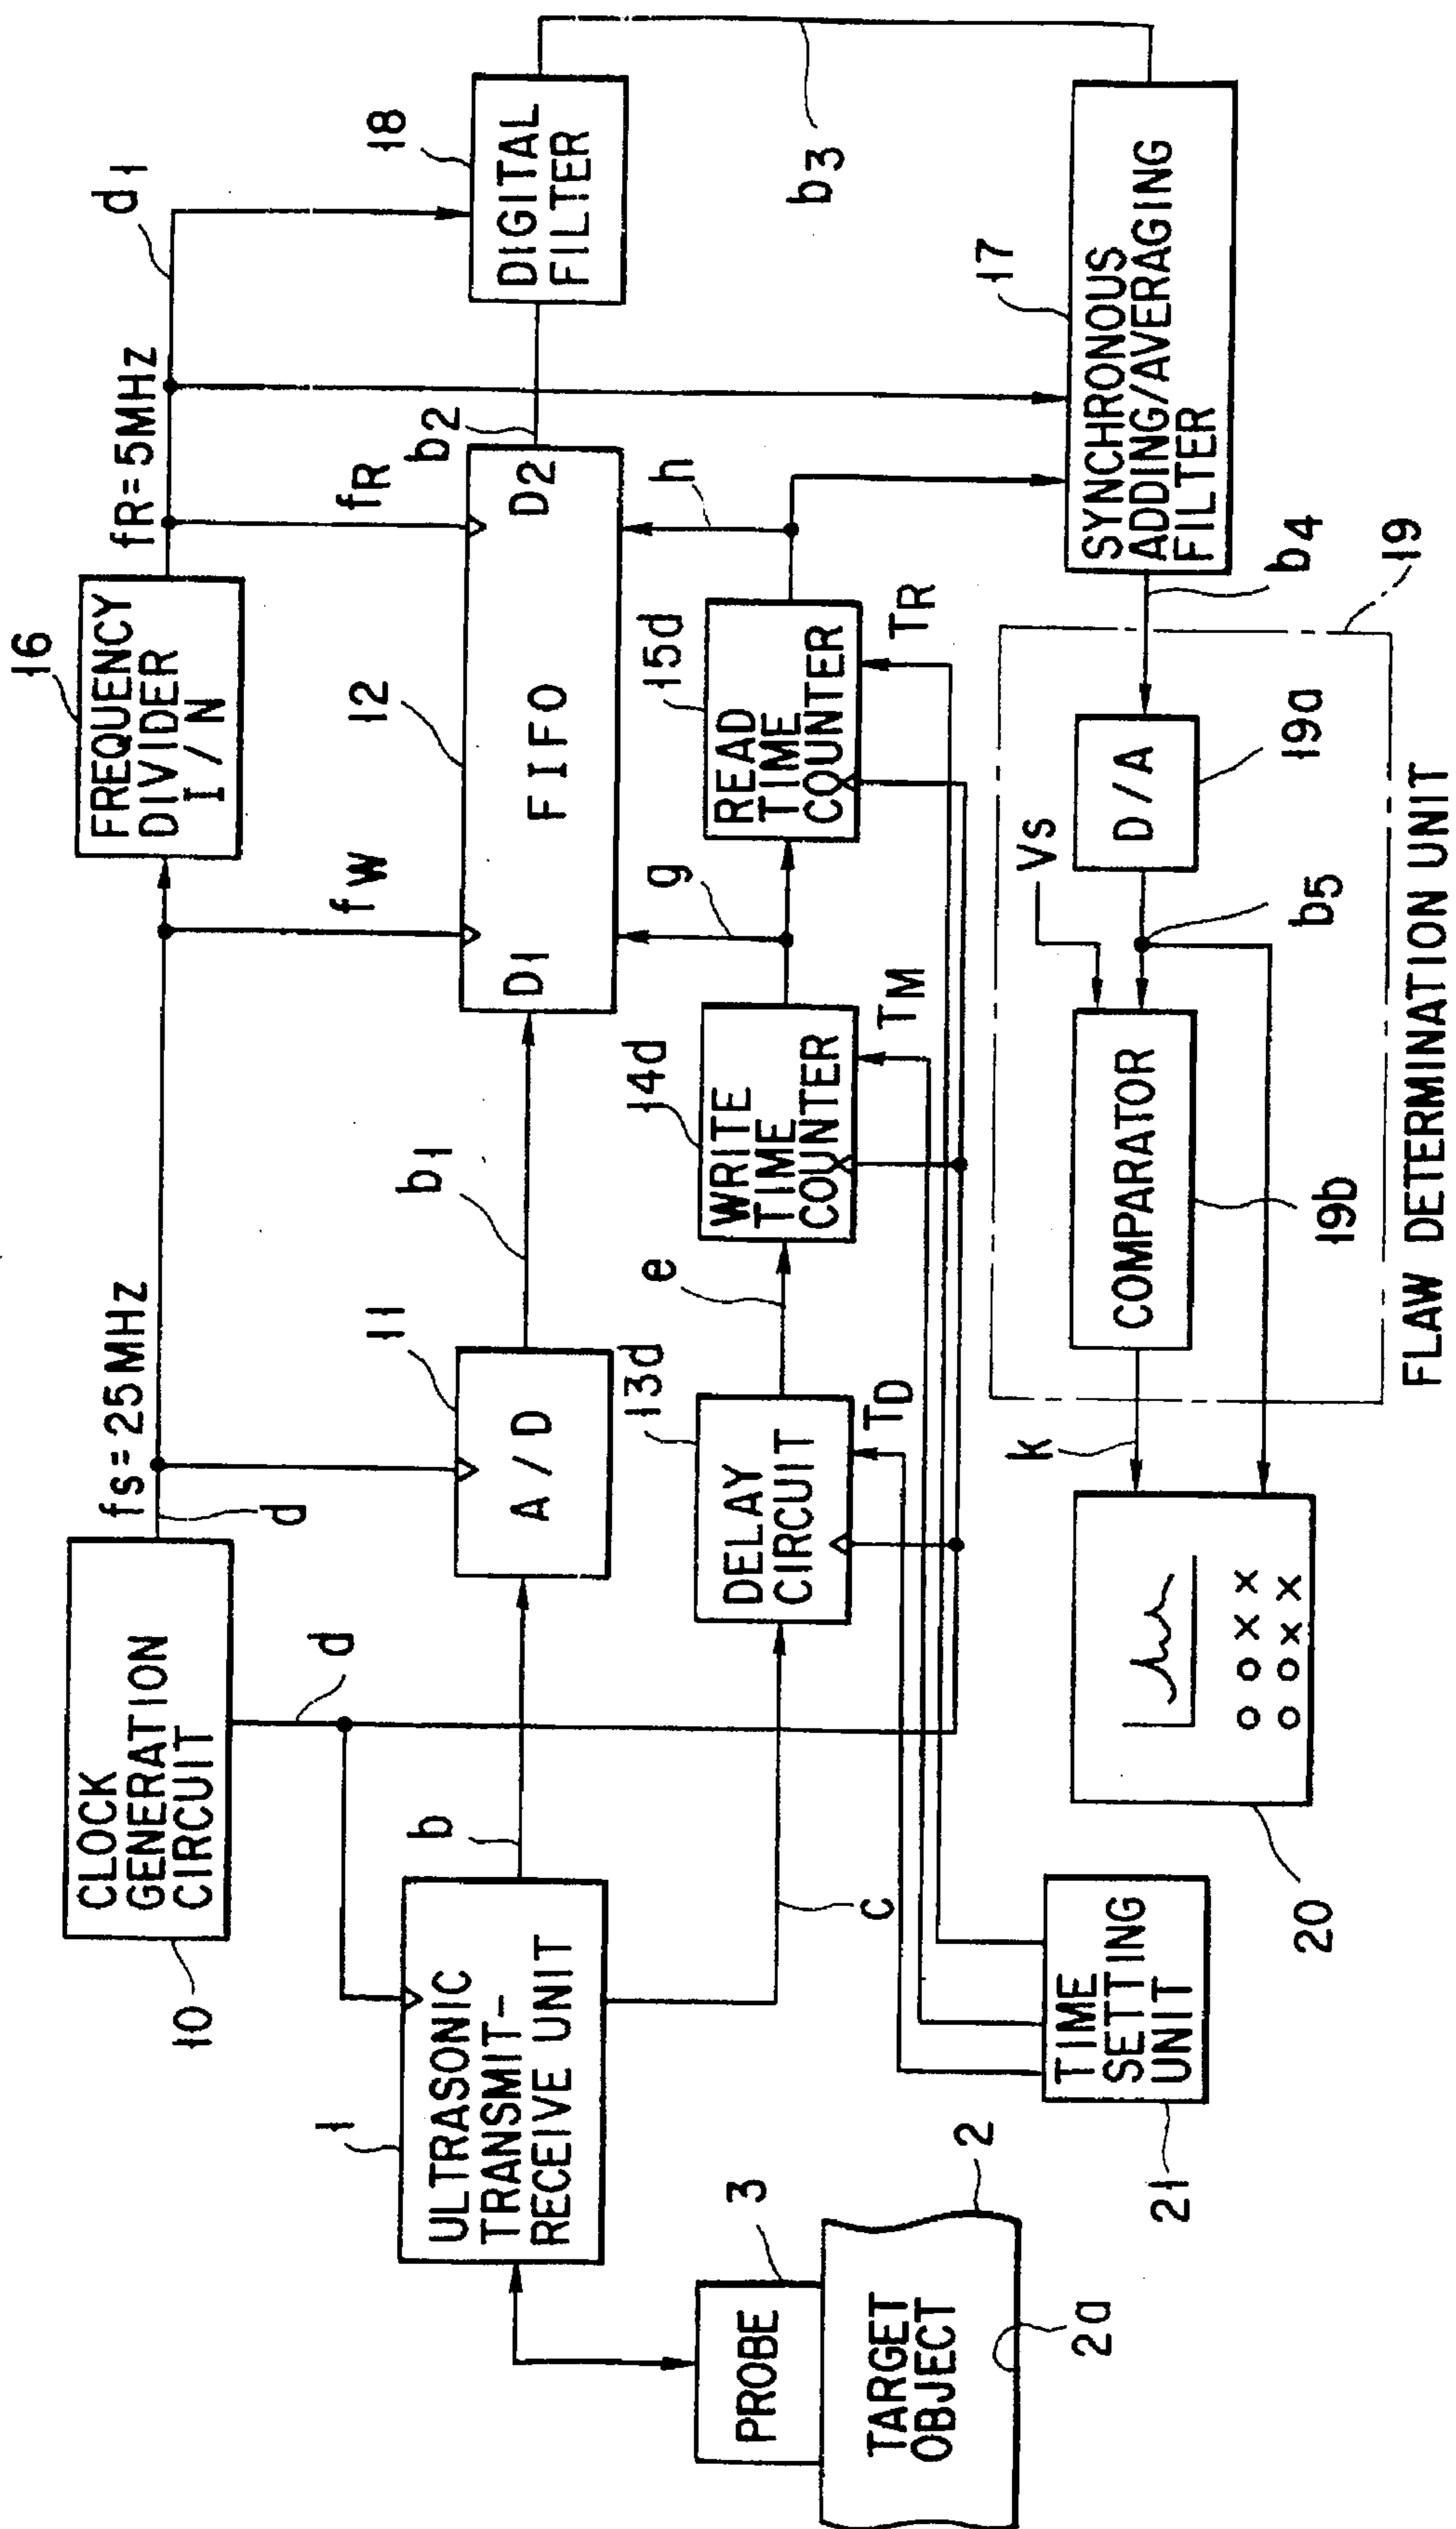 10
CLOCK
GENERATION
CIRCUIT
d
fs=25MHz
d
16
FREQUENCY
DIVIDER
I/N
fR=5MHz
d1
1
ULTRASONIC
TRANSMIT-
RECEIVE UNIT
b
11
A/D
b1
fW
12
D1
FIFO
D2
fR
b2
18
DIGITAL
FILTER
b3
3
PROBE
2
TARGET
OBJECT
2a
c
13d
DELAY
CIRCUIT
TD
e
14d
WRITE
TIME
COUNTER
TM
g
15d
READ
TIME
COUNTER
TR
h
17
SYNCHRONOUS
ADDING/AVERAGING
FILTER
b4
21
TIME
SETTING
UNIT
20
O O X X
O O X X
k
COMPARATOR
19b
Vs
b5
D/A
19a
19
FLAW DETERMINATION UNIT